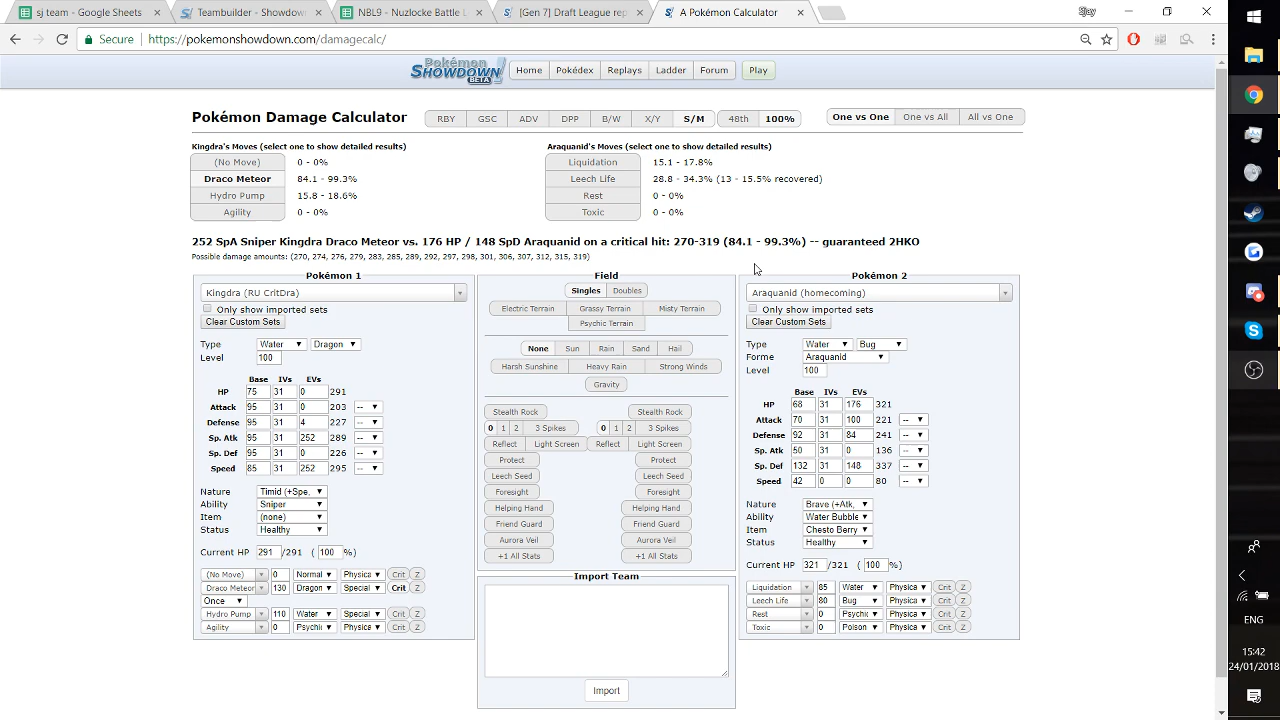 sj team - Google Sheets
Teambuilder - Showdown
NBL9 - Nuzlocke Battle L
[Gen 7] Draft League rep
A Pokémon Calculator
Secure
https://pokemonshowdown.com/damagecalc/
Pokémon SHOWDOWN! BETA
Home Pokédex Replays Ladder Forum Play
Pokémon Damage Calculator
RBY GSC ADV DPP B/W X/Y S/M 48th 100% One vs One One vs All All vs One
Kingdra's Moves (select one to show detailed results)
(No Move) 0 - 0%
Draco Meteor 84.1 - 99.3%
Hydro Pump 15.8 - 18.6%
Agility 0 - 0%
Araquanid's Moves (select one to show detailed results)
Liquidation 15.1 - 17.8%
Leech Life 28.8 - 34.3% (13 - 15.5% recovered)
Rest 0 - 0%
Toxic 0 - 0%
252 SpA Sniper Kingdra Draco Meteor vs. 176 HP / 148 SpD Araquanid on a critical hit: 270-319 (84.1 - 99.3%) -- guaranteed 2HKO
Possible damage amounts: (270, 274, 276, 279, 283, 285, 289, 292, 297, 298, 301, 306, 307, 313, 315, 319)
Pokémon 1
Kingdra (RU CritDra)
Only show imported sets
Clear Custom Sets
Type Water Dragon
Level 100
Base IVs EVs
HP 75 31 0 291
Attack 95 31 0 203 --
Defense 95 31 4 227 --
Sp. Atk 95 31 252 289 --
Sp. Def 95 31 0 226 --
Speed 85 31 252 295 --
Nature Timid (+Spe,
Ability Sniper
Item (none)
Status Healthy
Current HP 291 /291 ( 100 %)
(No Move) 0 Normal Physica Crit Z
Draco Meteor 130 Dragon Special Crit Z
Once
Hydro Pump 110 Water Special Crit Z
Agility 0 Psychic Physica Crit Z
Field
Singles Doubles
Electric Terrain Grassy Terrain Misty Terrain
Psychic Terrain
None Sun Rain Sand Hail
Harsh Sunshine Heavy Rain Strong Winds
Gravity
Stealth Rock Stealth Rock
0 1 2 3 Spikes 0 1 2 3 Spikes
Reflect Light Screen Reflect Light Screen
Protect Protect
Leech Seed Leech Seed
Foresight Foresight
Helping Hand Helping Hand
Friend Guard Friend Guard
Aurora Veil Aurora Veil
+1 All Stats +1 All Stats
Import Team
Import
Pokémon 2
Araquanid (homecoming)
Only show imported sets
Clear Custom Sets
Type Water Bug
Forme Araquanid
Level 100
Base IVs EVs
HP 68 31 176 321
Attack 70 31 100 221 --
Defense 92 31 84 241 --
Sp. Atk 50 31 0 136 --
Sp. Def 132 31 148 337 --
Speed 42 0 0 80 --
Nature Brave (+Atk,
Ability Water Bubble
Item Chesto Berry
Status Healthy
Current HP 321 /321 ( 100 %)
Liquidation 85 Water Physica Crit Z
Leech Life 80 Bug Physica Crit Z
Rest 0 Psychic Physica Crit Z
Toxic 0 Poison Physica Crit Z
ENG
15:42
24/01/2018